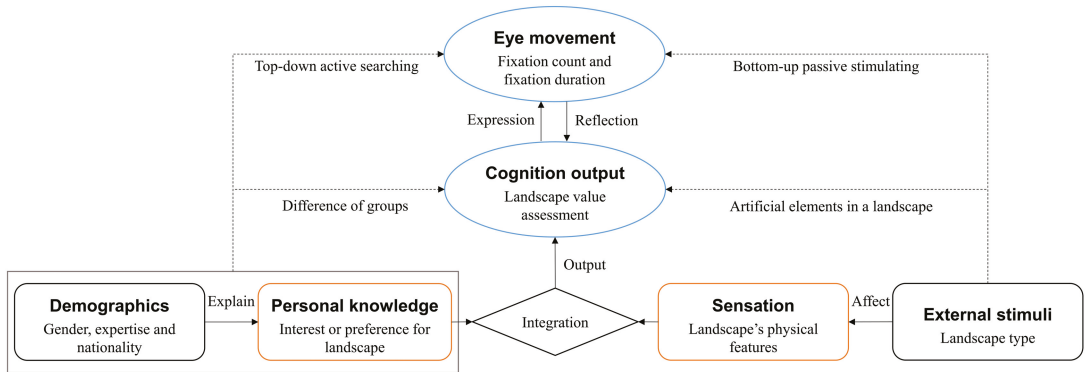 Eye movement
Fixation count and
fixation duration
Top-down active searching
Bottom-up passive stimulating
Expression
Reflection
Cognition output
Landscape value
assessment
Difference of groups
Artificial elements in a landscape
Output
Demographics
Gender, expertise and
nationality
Explain
Personal knowledge
Interest or preference for
landscape
Integration
Sensation
Landscape’s physical
features
Affect
External stimuli
Landscape type